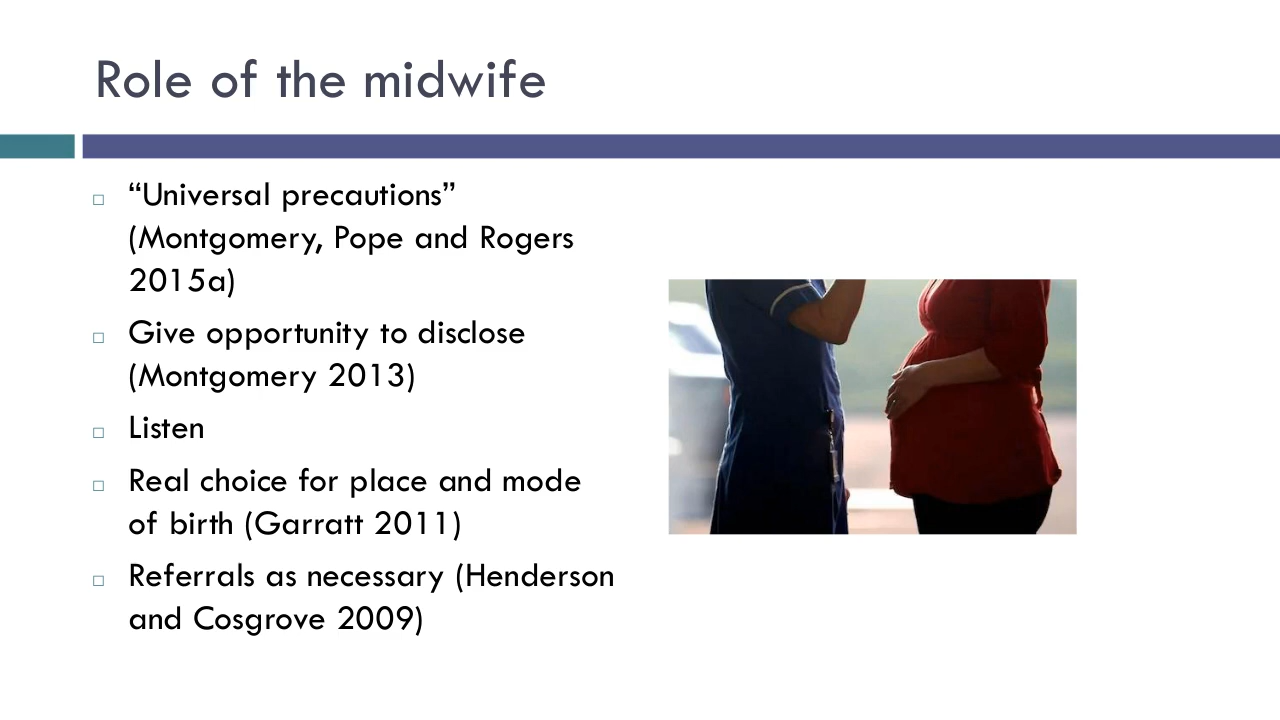 Role of the midwife
“Universal precautions”
(Montgomery, Pope and Rogers
2015a)
Give opportunity to disclose
(Montgomery 2013)
Listen
Real choice for place and mode
of birth (Garratt 2011)
Referrals as necessary (Henderson
and Cosgrove 2009)